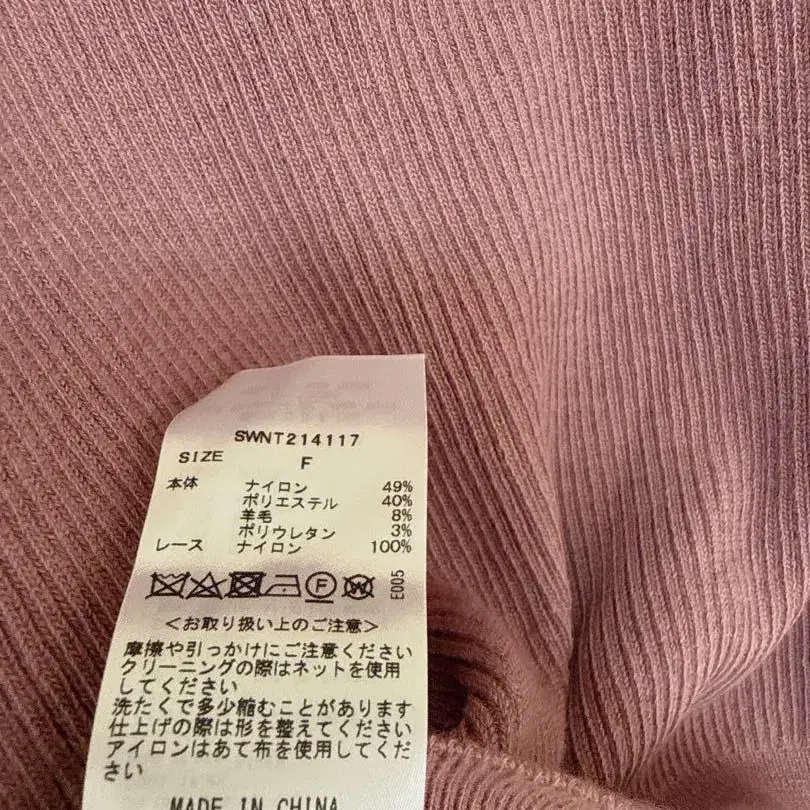 SWNT214117
SIZE F
本体 ナイロン 49%
ポリエステル 40%
羊毛 8%
ポリウレタン 3%
レース ナイロン 100%
F W E005
<お取り扱い上のご注意>
摩擦や引っかけにご注意ください
クリーニングの際はネットを使用
してください
洗たくで多少縮むことがあります
仕上げの際は形を整えてください
アイロンはあて布を使用してくだ
さい
MADE IN CHINA